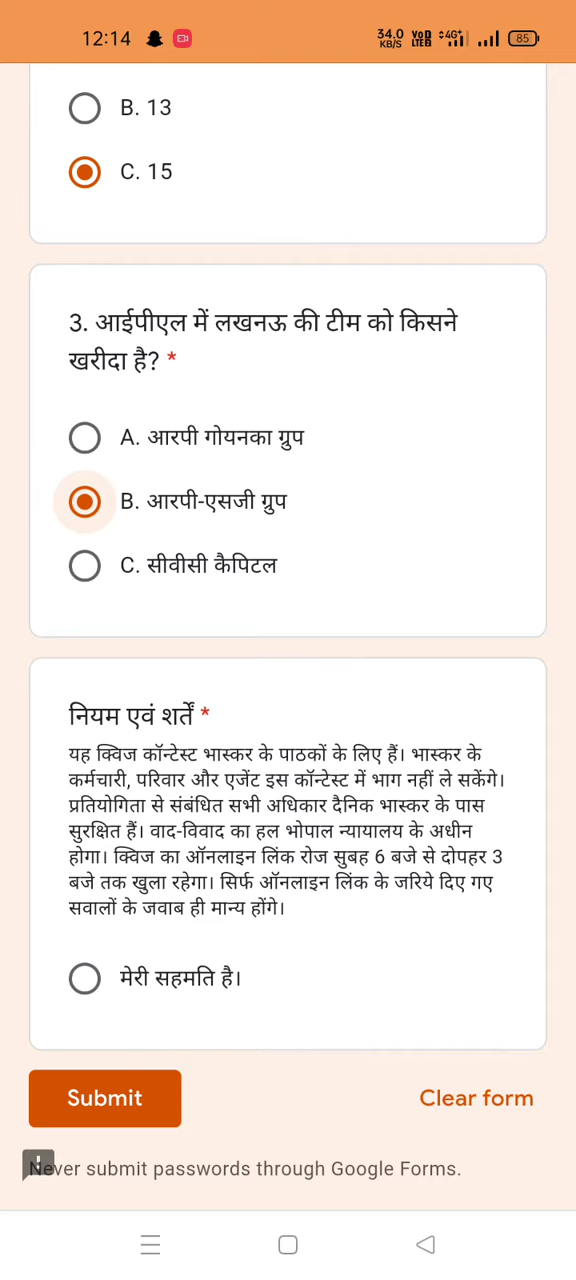 12:14
34.0 KB/S VoD LTE2 4G+ 85
B. 13
C. 15
3. आईपीएल में लखनऊ की टीम को किसने
खरीदा है? *
A. आरपी गोयनका ग्रुप
B. आरपी-एसजी ग्रुप
C. सीवीसी कैपिटल
नियम एवं शर्तें *
यह क्विज कॉन्टेस्ट भास्कर के पाठकों के लिए हैं। भास्कर के
कर्मचारी, परिवार और एजेंट इस कॉन्टेस्ट में भाग नहीं ले सकेंगे।
प्रतियोगिता से संबंधित सभी अधिकार दैनिक भास्कर के पास
सुरक्षित हैं। वाद-विवाद का हल भोपाल न्यायालय के अधीन
होगा। क्विज का ऑनलाइन लिंक रोज सुबह 6 बजे से दोपहर 3
बजे तक खुला रहेगा। सिर्फ ऑनलाइन लिंक के जरिये दिए गए
सवालों के जवाब ही मान्य होंगे।
मेरी सहमति है।
Submit Clear form
Never submit passwords through Google Forms.